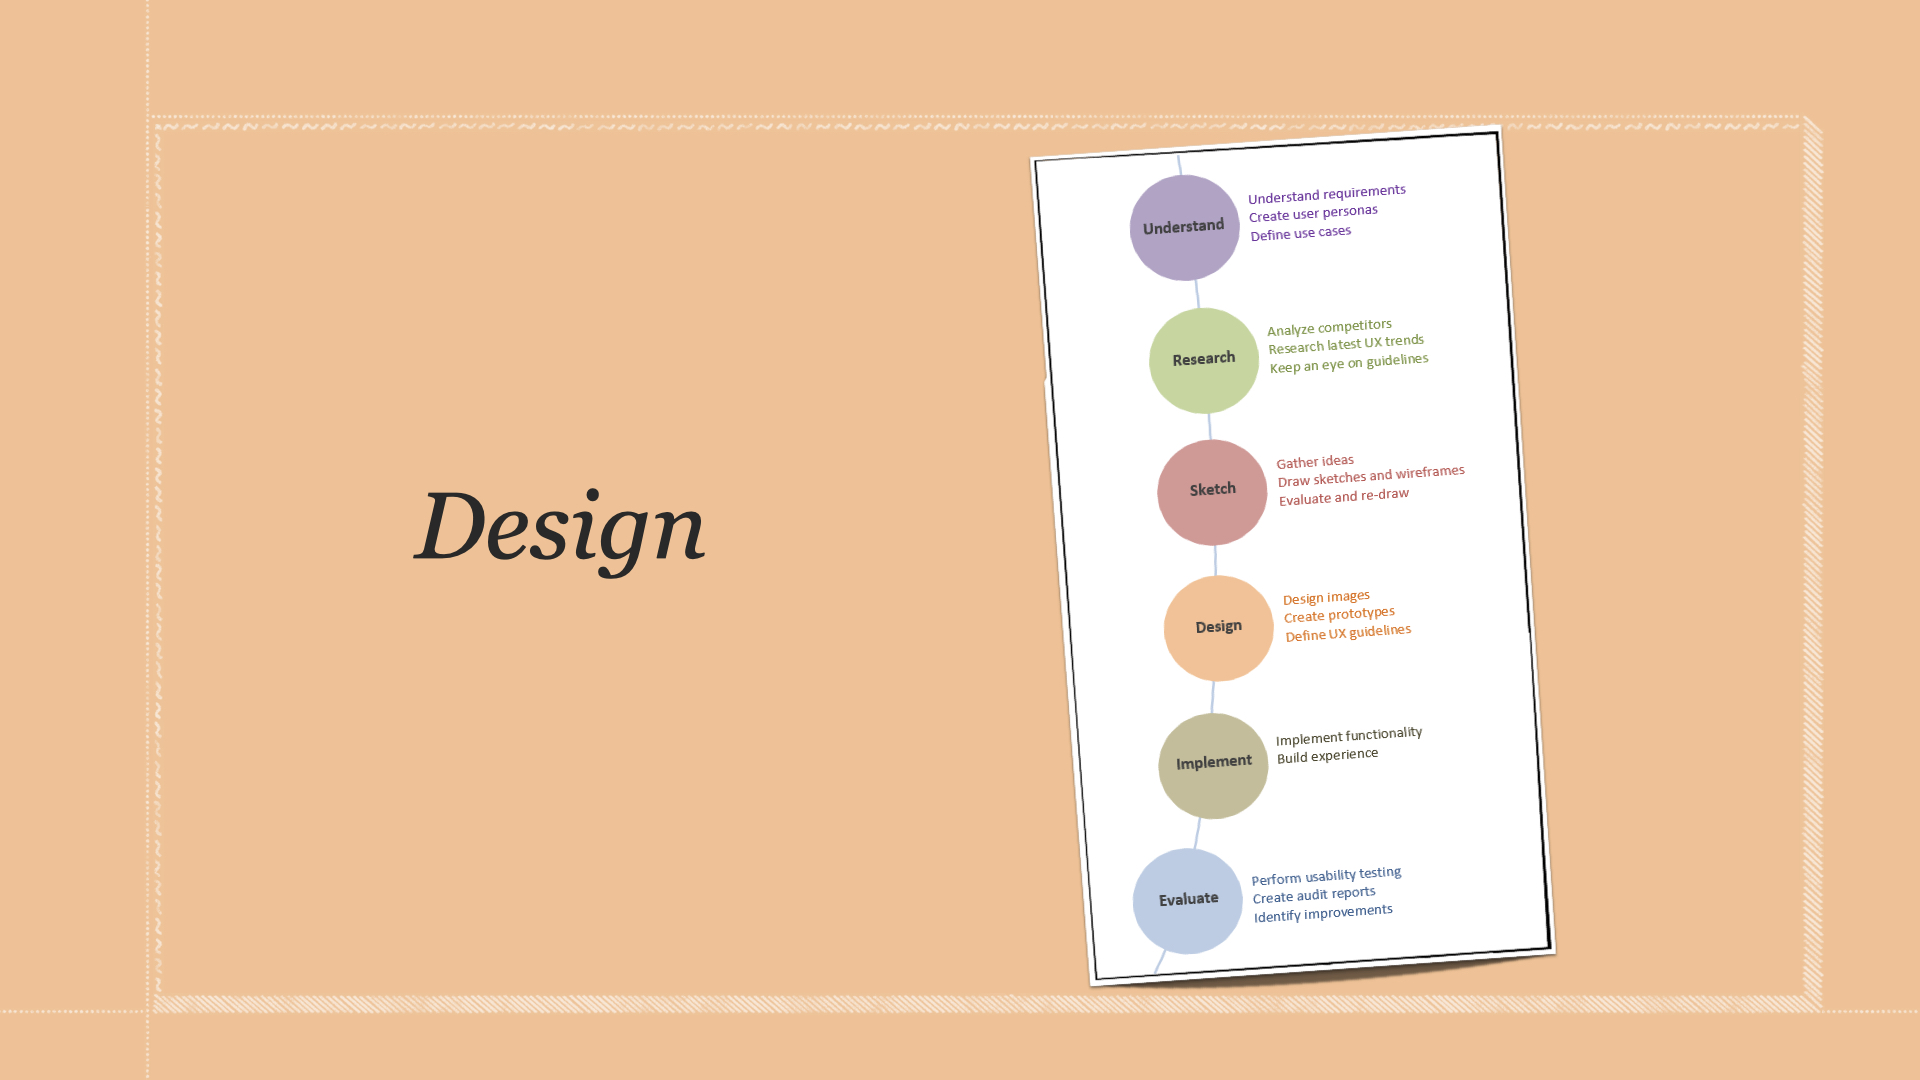 Design
Understand
Understand requirements
Create user personas
Define use cases
Research
Analyze competitors
Research latest UX trends
Keep an eye on guidelines
Sketch
Gather ideas
Draw sketches and wireframes
Evaluate and re-draw
Design
Design images
Create prototypes
Define UX guidelines
Implement
Implement functionality
Build experience
Evaluate
Perform usability testing
Create audit reports
Identify improvements